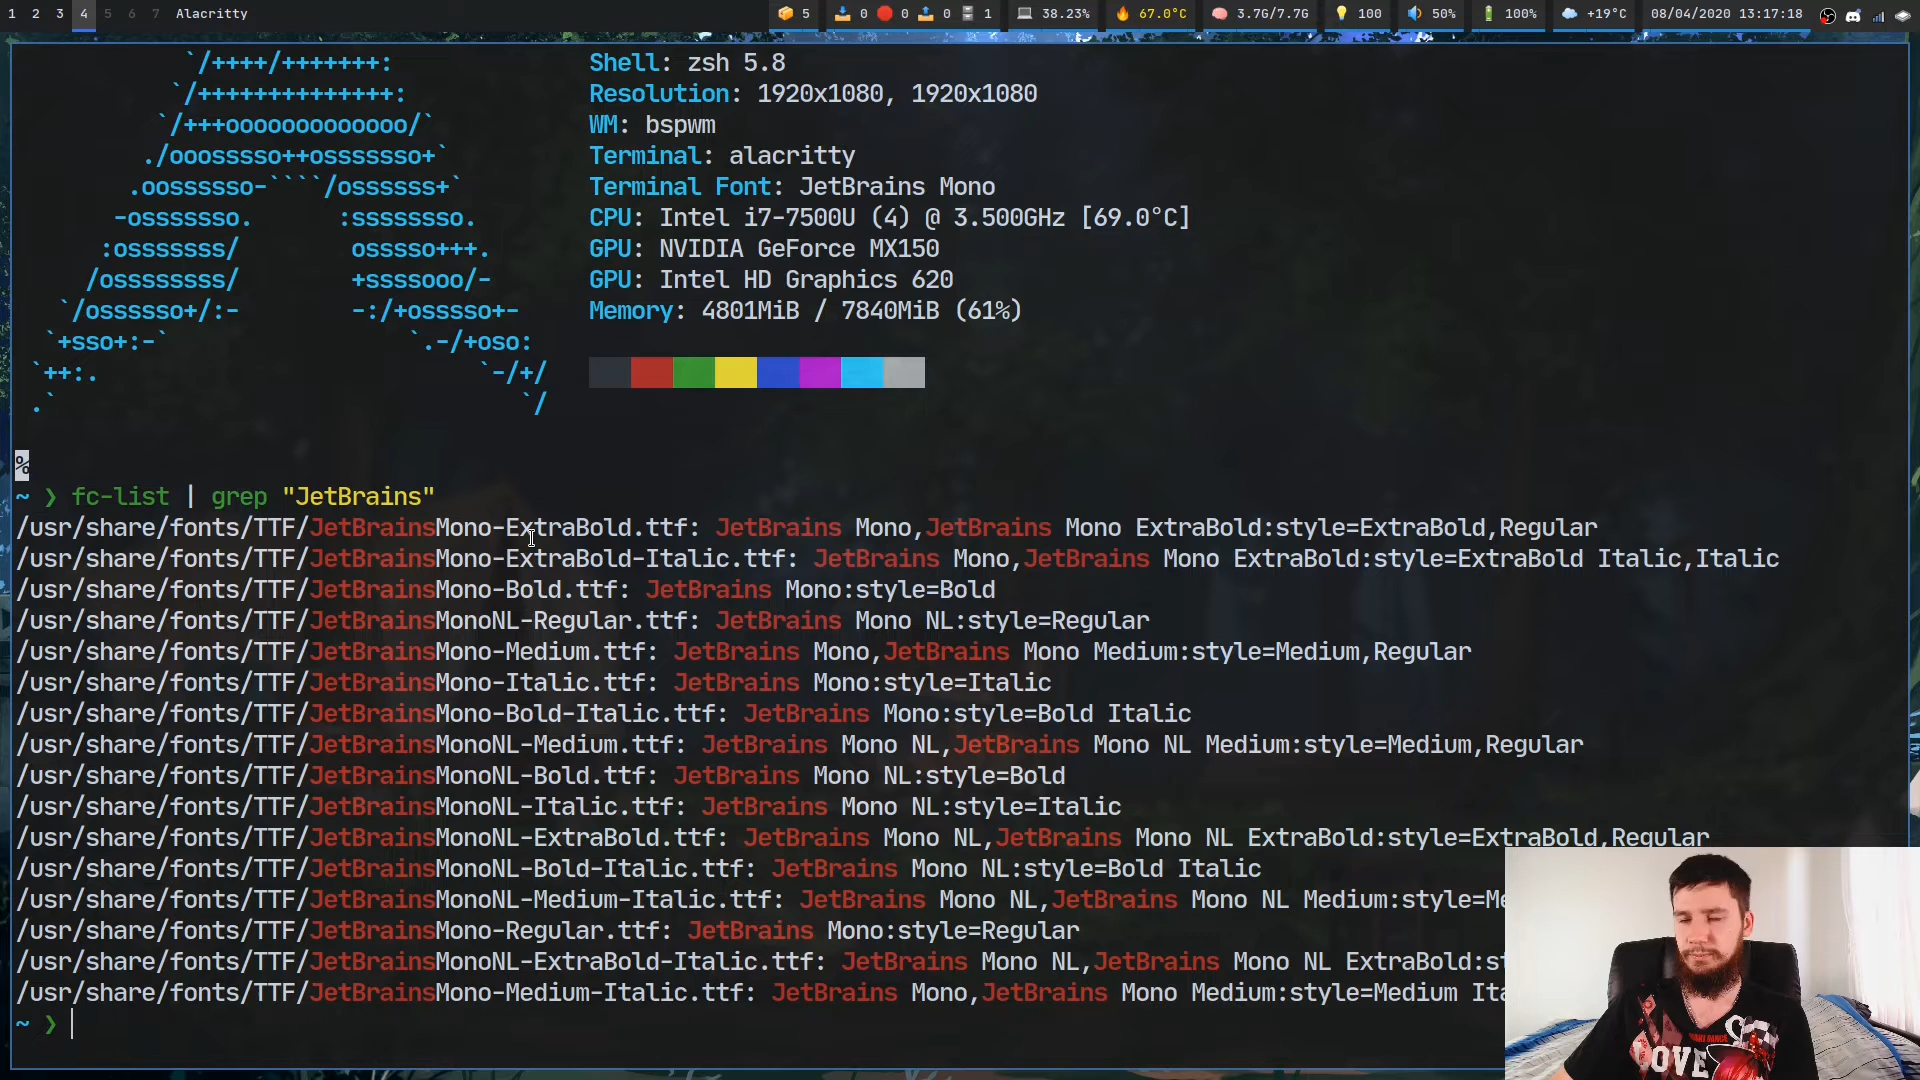 1 2 3 4 5 6 7 Alacritty 5 0 0 0 1 38.23% 67.0°C 3.7G/7.7G 100 50% 100% +19°C 08/04/2020 13:17:18
`/++++/+++++++: Shell: zsh 5.8
`/++++++++++++++: Resolution: 1920x1080, 1920x1080
`/+++ooooooooooooo/` WM: bspwm
./ooosssso++osssssso+` Terminal: alacritty
.oossssso-````/ossssss+` Terminal Font: JetBrains Mono
-osssssso. :ssssssso. CPU: Intel i7-7500U (4) @ 3.500GHz [69.0°C]
:osssssss/ osssso+++. GPU: NVIDIA GeForce MX150
/ossssssss/ +ssssooo/- GPU: Intel HD Graphics 620
`/ossssso+/:- -:/+osssso+- Memory: 4801MiB / 7840MiB (61%)
`+sso+:-` `.-/+oso:
`++:. `-/+/
.` `/
%
~ ❯ fc-list | grep "JetBrains"
/usr/share/fonts/TTF/JetBrainsMono-ExtraBold.ttf: JetBrains Mono,JetBrains Mono ExtraBold:style=ExtraBold,Regular
/usr/share/fonts/TTF/JetBrainsMono-ExtraBold-Italic.ttf: JetBrains Mono,JetBrains Mono ExtraBold:style=ExtraBold Italic,Italic
/usr/share/fonts/TTF/JetBrainsMono-Bold.ttf: JetBrains Mono:style=Bold
/usr/share/fonts/TTF/JetBrainsMonoNL-Regular.ttf: JetBrains Mono NL:style=Regular
/usr/share/fonts/TTF/JetBrainsMono-Medium.ttf: JetBrains Mono,JetBrains Mono Medium:style=Medium,Regular
/usr/share/fonts/TTF/JetBrainsMono-Italic.ttf: JetBrains Mono:style=Italic
/usr/share/fonts/TTF/JetBrainsMono-Bold-Italic.ttf: JetBrains Mono:style=Bold Italic
/usr/share/fonts/TTF/JetBrainsMonoNL-Medium.ttf: JetBrains Mono NL,JetBrains Mono NL Medium:style=Medium,Regular
/usr/share/fonts/TTF/JetBrainsMonoNL-Bold.ttf: JetBrains Mono NL:style=Bold
/usr/share/fonts/TTF/JetBrainsMonoNL-Italic.ttf: JetBrains Mono NL:style=Italic
/usr/share/fonts/TTF/JetBrainsMonoNL-ExtraBold.ttf: JetBrains Mono NL,JetBrains Mono NL ExtraBold:style=ExtraBold,Regular
/usr/share/fonts/TTF/JetBrainsMonoNL-Bold-Italic.ttf: JetBrains Mono NL:style=Bold Italic
/usr/share/fonts/TTF/JetBrainsMonoNL-Medium-Italic.ttf: JetBrains Mono NL,JetBrains Mono NL Medium:style=Me
/usr/share/fonts/TTF/JetBrainsMono-Regular.ttf: JetBrains Mono:style=Regular
/usr/share/fonts/TTF/JetBrainsMonoNL-ExtraBold-Italic.ttf: JetBrains Mono NL,JetBrains Mono NL ExtraBold:st
/usr/share/fonts/TTF/JetBrainsMono-Medium-Italic.ttf: JetBrains Mono,JetBrains Mono Medium:style=Medium Ita
~ ❯
LOVE